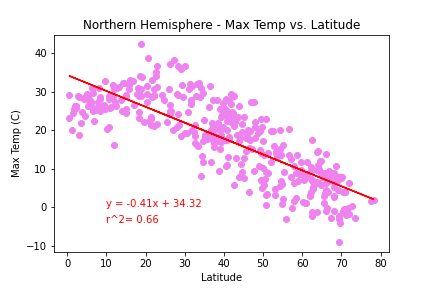 Northern Hemisphere - Max Temp vs. Latitude
Max Temp (C)
40
30
20
10
0
−10
y = -0.41x + 34.32
r^2= 0.66
0 10 20 30 40 50 60 70 80
Latitude